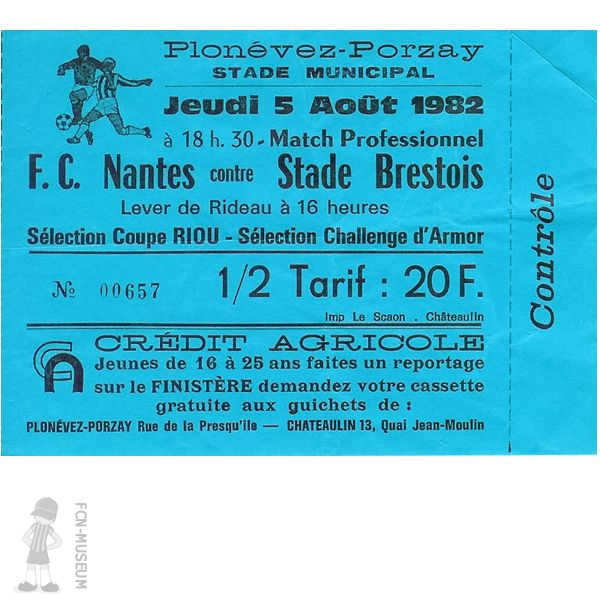 Plonévez-Porzay
STADE MUNICIPAL
Jeudi 5 Août 1982
à 18 h. 30 - Match Professionnel
F. C. Nantes contre Stade Brestois
Lever de Rideau à 16 heures
Sélection Coupe RIOU - Sélection Challenge d'Armor
№ 00657 1/2 Tarif : 20 F.
Imp Le Scaon . Châteaulin
CA CRÉDIT AGRICOLE
Jeunes de 16 à 25 ans faites un reportage
sur le FINISTÈRE demandez votre cassette
gratuite aux guichets de :
PLONÉVEZ-PORZAY Rue de la Presqu'ile — CHATEAULIN 13, Quai Jean-Moulin
Contrôle
FCN-MUSEUM